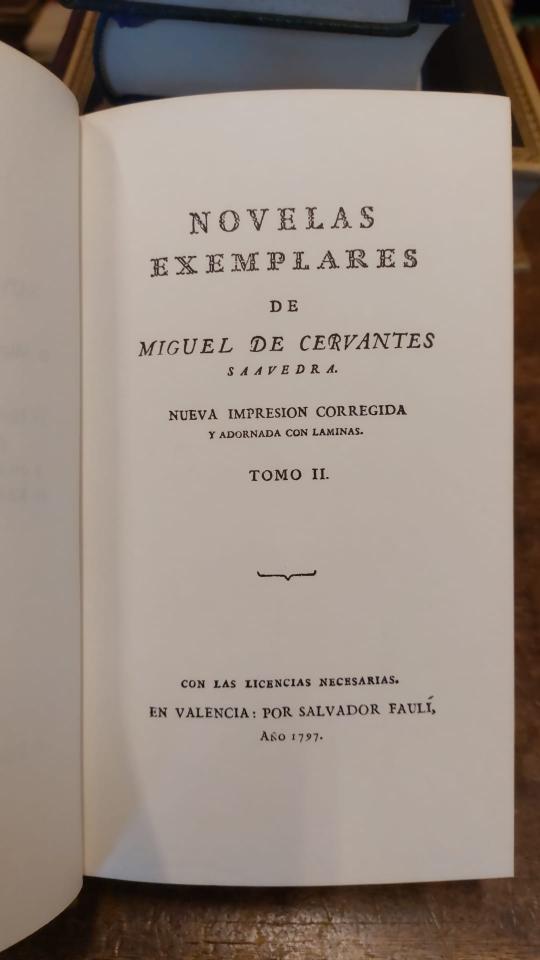 NOVELAS
EXEMPLARES
DE
MIGUEL DE CERVANTES
SAAVEDRA.
NUEVA IMPRESION CORREGIDA
Y ADORNADA CON LAMINAS.
TOMO II.
CON LAS LICENCIAS NECESARIAS.
EN VALENCIA: POR SALVADOR FAULÍ,
Año 1797.